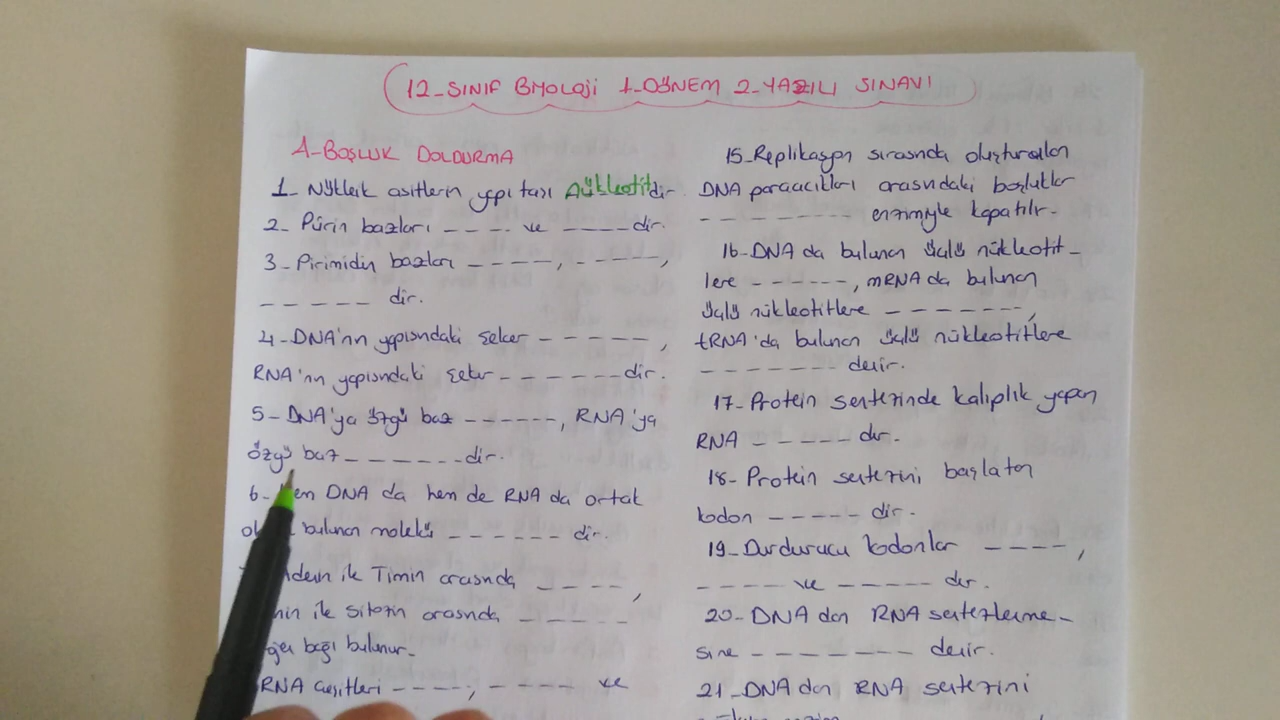 12-SINIF BİYOLOJİ 1-DÖNEM 2-YAZILI SINAVI
A-BOŞLUK DOLDURMA
1- Nükleik asitlerin yapı taşı nükleotitdir.
2- Pürin bazları ---- ve ----dir.
3- Pirimidin bazları -----, -----,
----- dir.
4- DNA'nın yapısındaki şeker -----,
RNA'nın yapısındaki şeker ------dir.
5- DNA'ya özgü baz ------, RNA'ya
özgü baz------dir.
6- Hem DNA da hem de RNA da ortak
bulunan molekül ------ dir.
ile Timin arasında ----,
ile sitozin arasında -----
bağı bulunur.
RNA çeşitleri ----, ---- ve
15-Replikasyon sırasında oluşturulan
DNA parçacıkları arasındaki boşluklar
------- enzimiyle kapatılır.
16-DNA da bulunan üçlü nükleotit-
lere ------, mRNA da bulunan
üçlü nükleotitlere -------,
tRNA'da bulunan üçlü nükleotitlere
------- denir.
17-Protein sentezinde kalıplık yapan
RNA ----- dır.
18- Protein sentezini başlatan
kodon ----- dir.
19-Durdurucu kodonlar ----,
---- ve ----- dır.
20-DNA dan RNA sentezlenme-
sine ------- denir.
21-DNA dan RNA sentezini